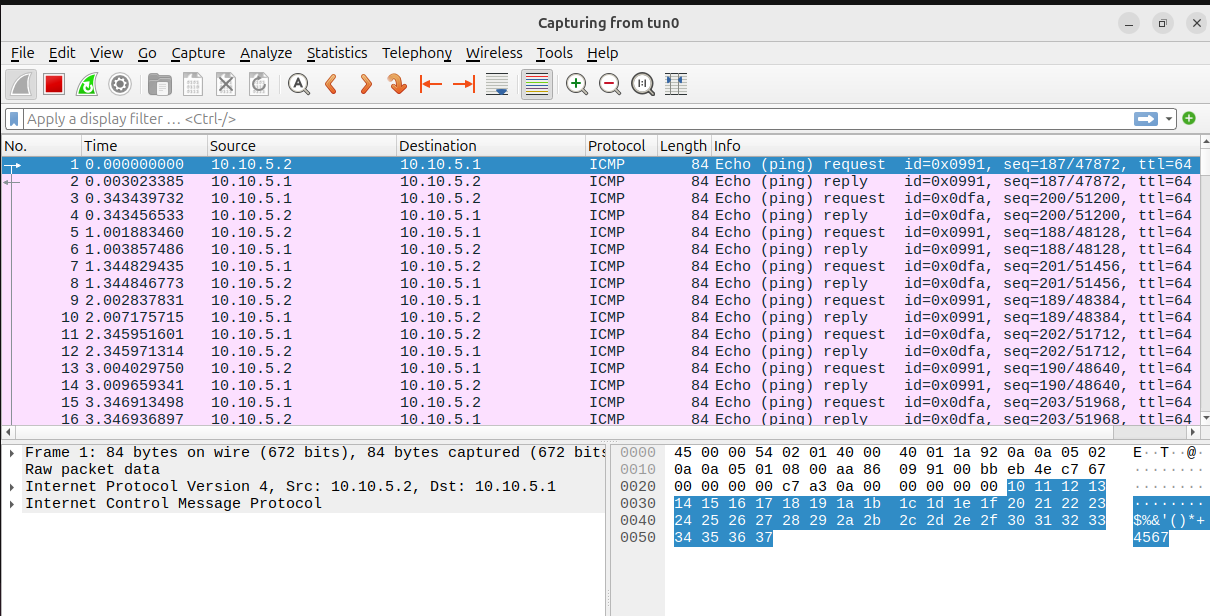 Capturing from tun0
File Edit View Go Capture Analyze Statistics Telephony Wireless Tools Help
Apply a display filter … <Ctrl-/>
No. Time Source Destination Protocol Length Info
1 0.000000000 10.10.5.2 10.10.5.1 ICMP 84 Echo (ping) request id=0x0991, seq=187/47872, ttl=64
2 0.003023385 10.10.5.1 10.10.5.2 ICMP 84 Echo (ping) reply id=0x0991, seq=187/47872, ttl=64
3 0.343439732 10.10.5.1 10.10.5.2 ICMP 84 Echo (ping) request id=0x0dfa, seq=200/51200, ttl=64
4 0.343456533 10.10.5.2 10.10.5.1 ICMP 84 Echo (ping) reply id=0x0dfa, seq=200/51200, ttl=64
5 1.001883460 10.10.5.2 10.10.5.1 ICMP 84 Echo (ping) request id=0x0991, seq=188/48128, ttl=64
6 1.003857486 10.10.5.1 10.10.5.2 ICMP 84 Echo (ping) reply id=0x0991, seq=188/48128, ttl=64
7 1.344829435 10.10.5.1 10.10.5.2 ICMP 84 Echo (ping) request id=0x0dfa, seq=201/51456, ttl=64
8 1.344846773 10.10.5.2 10.10.5.1 ICMP 84 Echo (ping) reply id=0x0dfa, seq=201/51456, ttl=64
9 2.002837831 10.10.5.2 10.10.5.1 ICMP 84 Echo (ping) request id=0x0991, seq=189/48384, ttl=64
10 2.007175715 10.10.5.1 10.10.5.2 ICMP 84 Echo (ping) reply id=0x0991, seq=189/48384, ttl=64
11 2.345951601 10.10.5.1 10.10.5.2 ICMP 84 Echo (ping) request id=0x0dfa, seq=202/51712, ttl=64
12 2.345971314 10.10.5.2 10.10.5.1 ICMP 84 Echo (ping) reply id=0x0dfa, seq=202/51712, ttl=64
13 3.004029750 10.10.5.2 10.10.5.1 ICMP 84 Echo (ping) request id=0x0991, seq=190/48640, ttl=64
14 3.009659341 10.10.5.1 10.10.5.2 ICMP 84 Echo (ping) reply id=0x0991, seq=190/48640, ttl=64
15 3.346913498 10.10.5.1 10.10.5.2 ICMP 84 Echo (ping) request id=0x0dfa, seq=203/51968, ttl=64
16 3.346936897 10.10.5.2 10.10.5.1 ICMP 84 Echo (ping) reply id=0x0dfa, seq=203/51968, ttl=64
Frame 1: 84 bytes on wire (672 bits), 84 bytes captured (672 bits
Raw packet data
Internet Protocol Version 4, Src: 10.10.5.2, Dst: 10.10.5.1
Internet Control Message Protocol
0000 45 00 00 54 02 01 40 00 40 01 1a 92 0a 0a 05 02 E··T··@·
0010 0a 0a 05 01 08 00 aa 86 09 91 00 bb eb 4e c7 67 ········
0020 00 00 00 00 c7 a3 0a 00 00 00 00 00 10 11 12 13 ········
0030 14 15 16 17 18 19 1a 1b 1c 1d 1e 1f 20 21 22 23 ········
0040 24 25 26 27 28 29 2a 2b 2c 2d 2e 2f 30 31 32 33 $%&'()*+
0050 34 35 36 37 4567